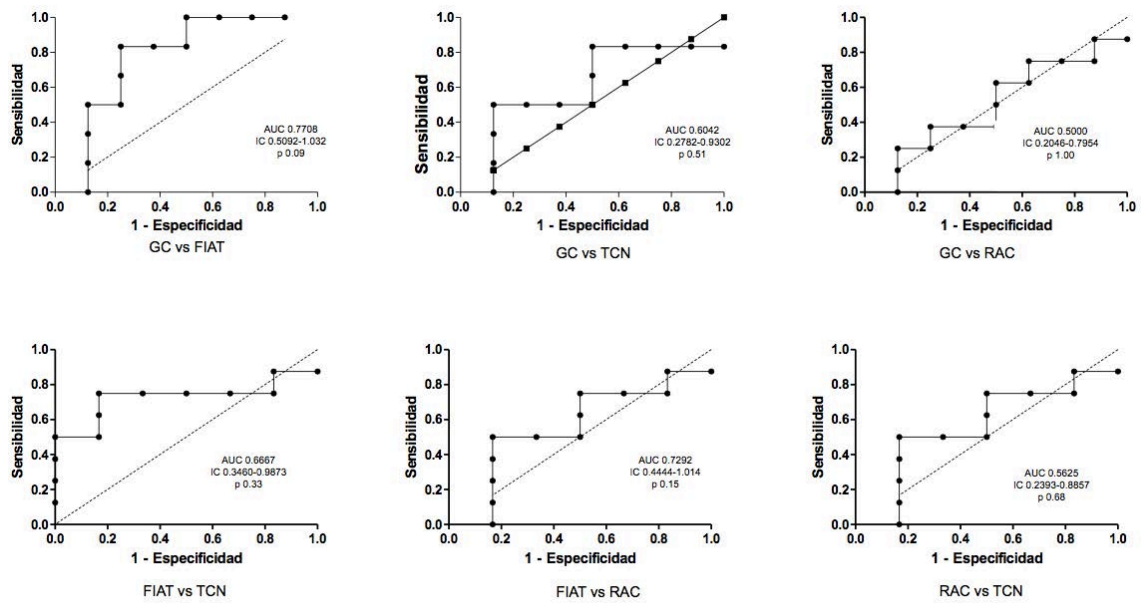 Sensibilidad
1.0
0.8
0.6
0.4
0.2
0.0
0.0 0.2 0.4 0.6 0.8 1.0
AUC 0.7708
IC 0.5092-1.032
p 0.09
1 - Especificidad
GC vs FIAT
Sensibilidad
1.0
0.8
0.6
0.4
0.2
0.0
0.0 0.2 0.4 0.6 0.8 1.0
AUC 0.6042
IC 0.2782-0.9302
p 0.51
1 - Especificidad
GC vs TCN
Sensibilidad
1.0
0.8
0.6
0.4
0.2
0.0
0.0 0.2 0.4 0.6 0.8 1.0
AUC 0.5000
IC 0.2046-0.7954
p 1.00
1 - Especificidad
GC vs RAC
Sensibilidad
1.0
0.8
0.6
0.4
0.2
0.0
0.0 0.2 0.4 0.6 0.8 1.0
AUC 0.6667
IC 0.3460-0.9873
p 0.33
1 - Especificidad
FIAT vs TCN
Sensibilidad
1.0
0.8
0.6
0.4
0.2
0.0
0.0 0.2 0.4 0.6 0.8 1.0
AUC 0.7292
IC 0.4444-1.014
p 0.15
1 - Especificidad
FIAT vs RAC
Sensibilidad
1.0
0.8
0.6
0.4
0.2
0.0
0.0 0.2 0.4 0.6 0.8 1.0
AUC 0.5625
IC 0.2393-0.8857
p 0.68
1 - Especificidad
RAC vs TCN